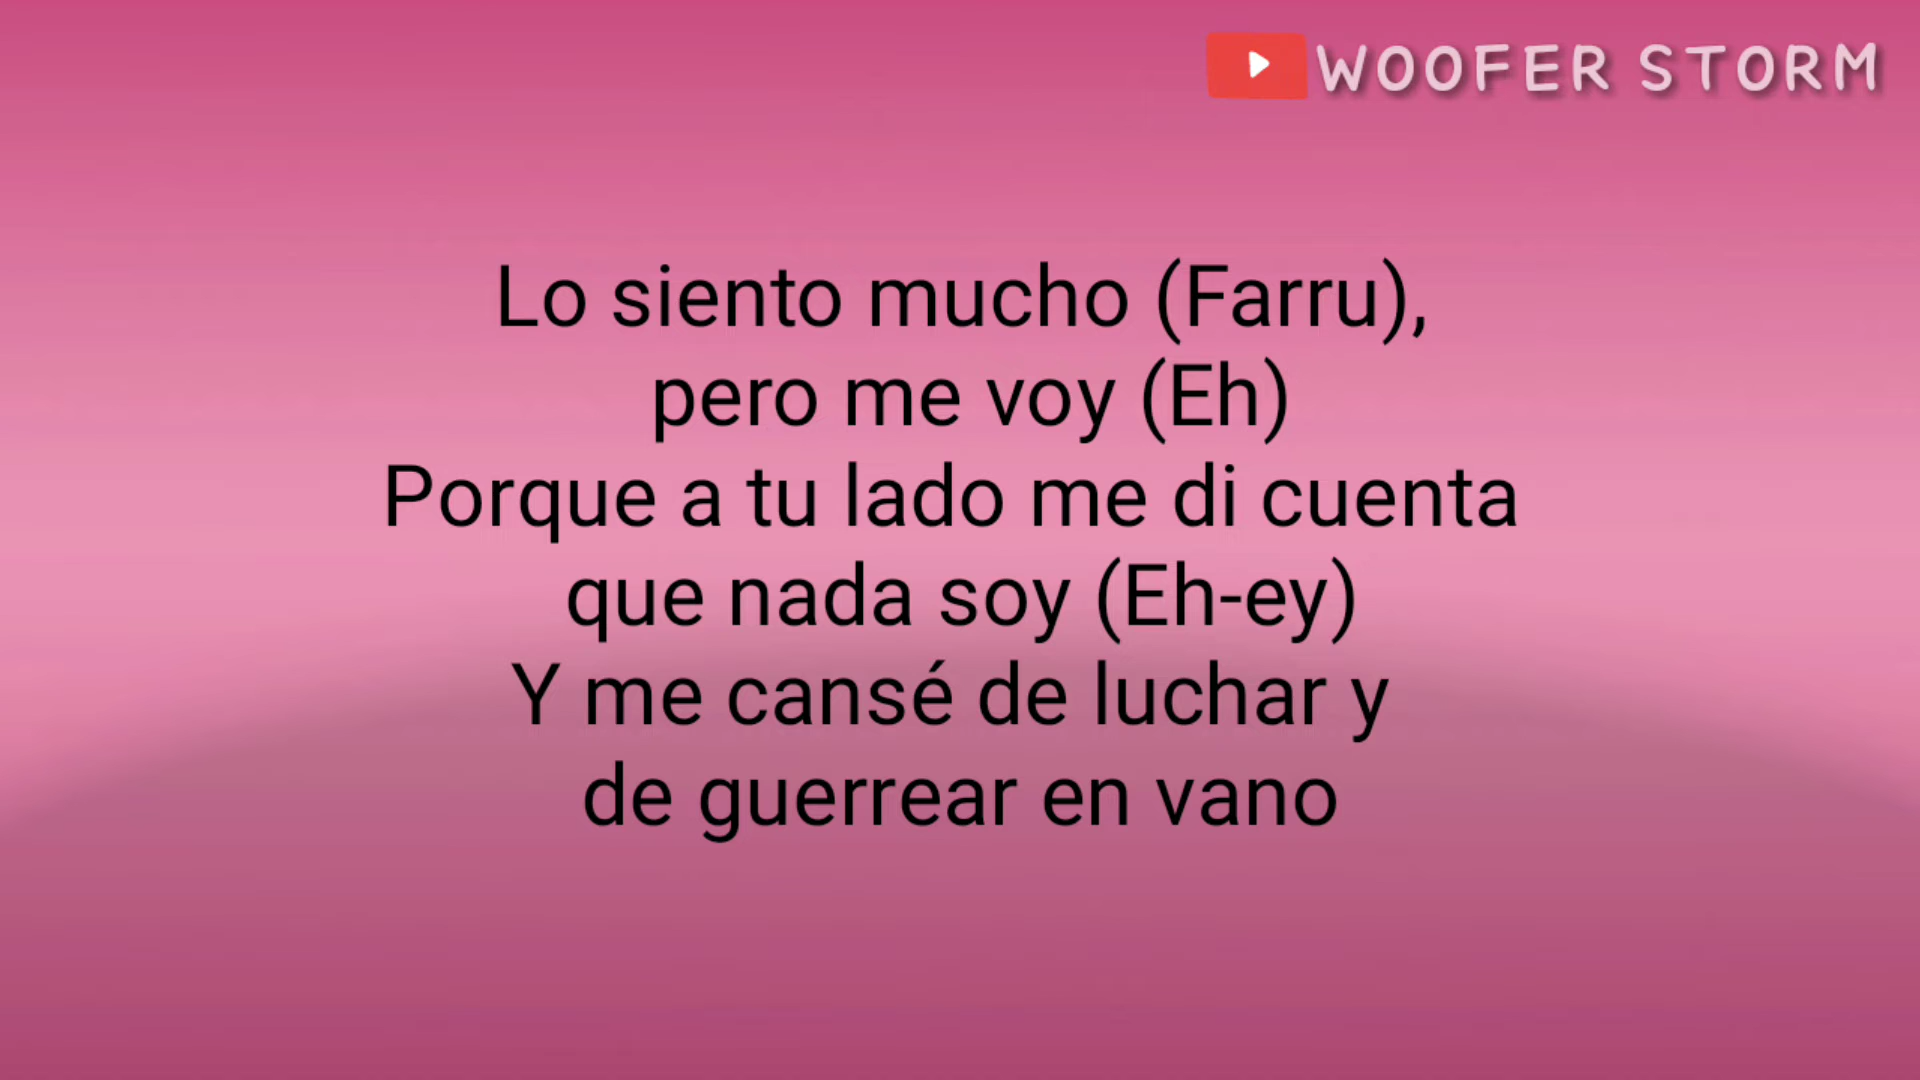 WOOFER STORM
Lo siento mucho (Farru),
pero me voy (Eh)
Porque a tu lado me di cuenta
que nada soy (Eh-ey)
Y me cansé de luchar y
de guerrear en vano